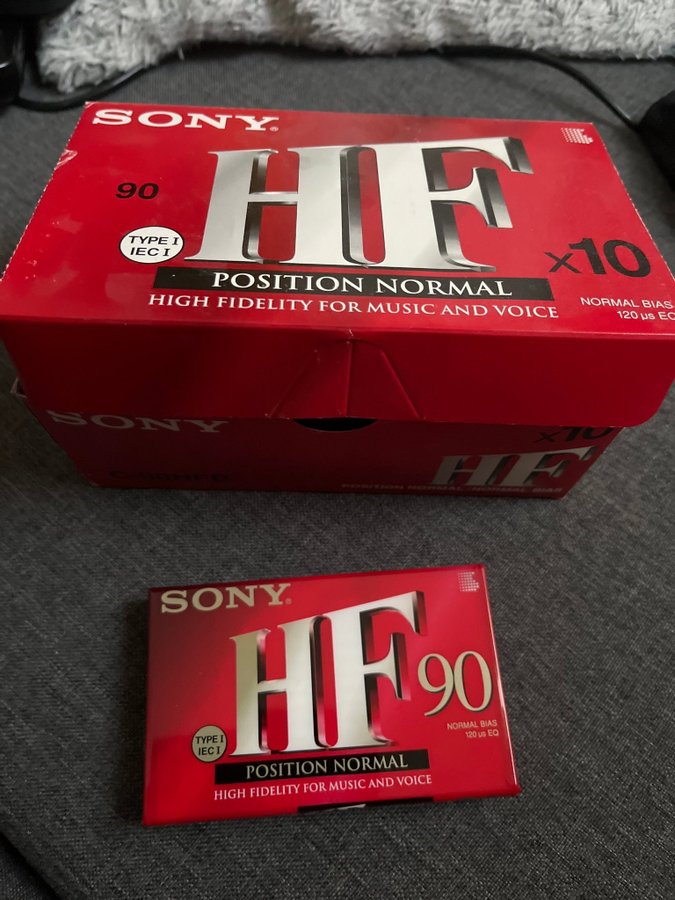 SONY®
90
HF
TYPE I
IEC I
x10
POSITION NORMAL
HIGH FIDELITY FOR MUSIC AND VOICE
NORMAL BIAS
120 µs EQ
SONY
x10
HF
POSITION NORMAL · NORMAL BIAS
SONY®
HF
90
NORMAL BIAS
120 µs EQ
TYPE I
IEC I
POSITION NORMAL
HIGH FIDELITY FOR MUSIC AND VOICE